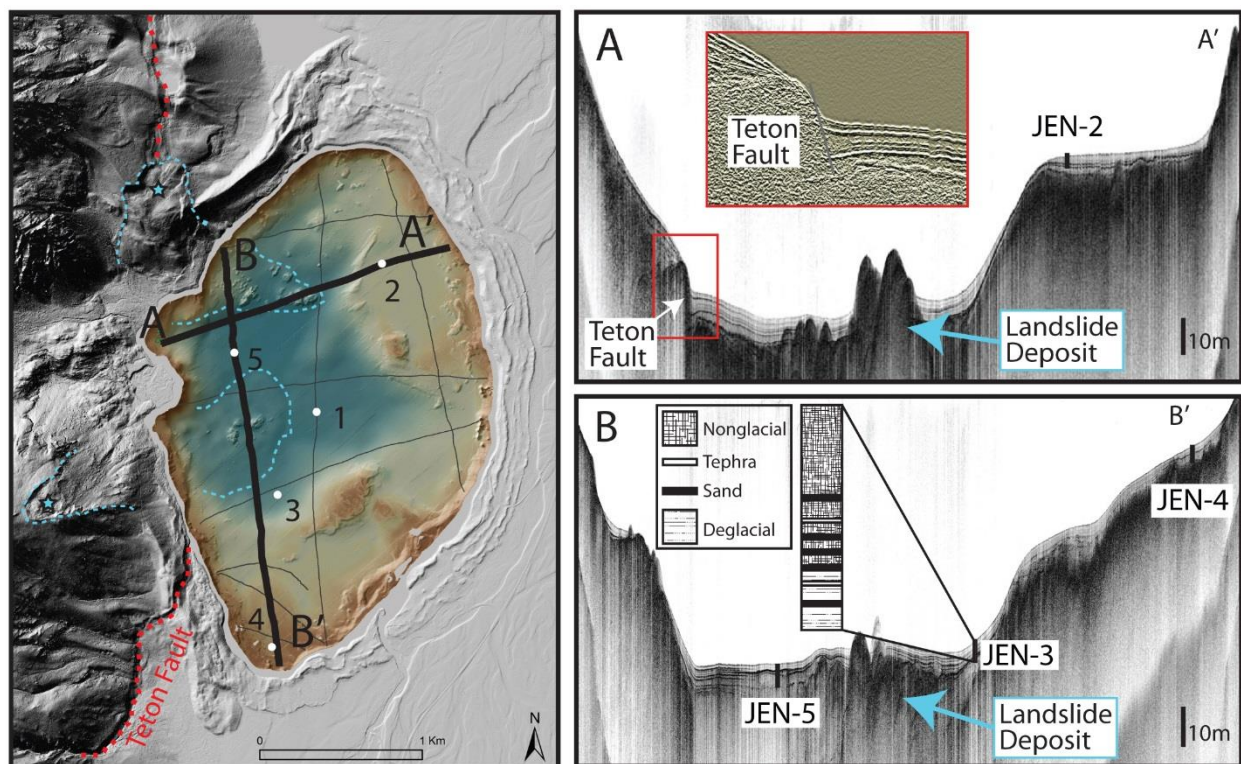 B
A'
A
2
5
1
3
4
B'
Teton Fault
0
1 Km
N
A
A'
Teton
Fault
JEN-2
Teton
Fault
Landslide
Deposit
10m
B
B'
Nonglacial
Tephra
Sand
Deglacial
JEN-4
JEN-3
JEN-5
Landslide
Deposit
10m